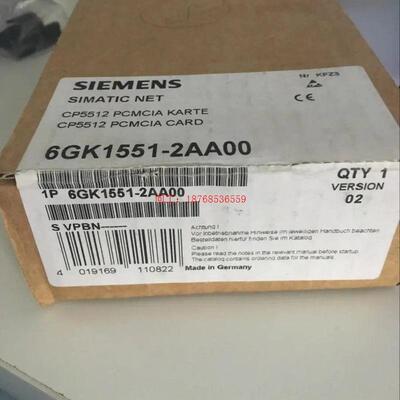 Nr KPZ3
SIEMENS
SIMATIC NET
CP5512 PCMCIA KARTE
CP5512 PCMCIA CARD
6GK1551-2AA00
1P 6GK1551-2AA00
QTY 1
VERSION
02
18768536559
S VPBN
Achtung !
Vor Inbetriebnahme Hinweise im jeweiligen Handbuch beachten
Bestelldaten hierfür finden Sie im Katalog
Caution !
Please read the notes in the relevant manual before startup.
The catalog contains ordering data for the manuals.
4 019169 110822
Made in Germany